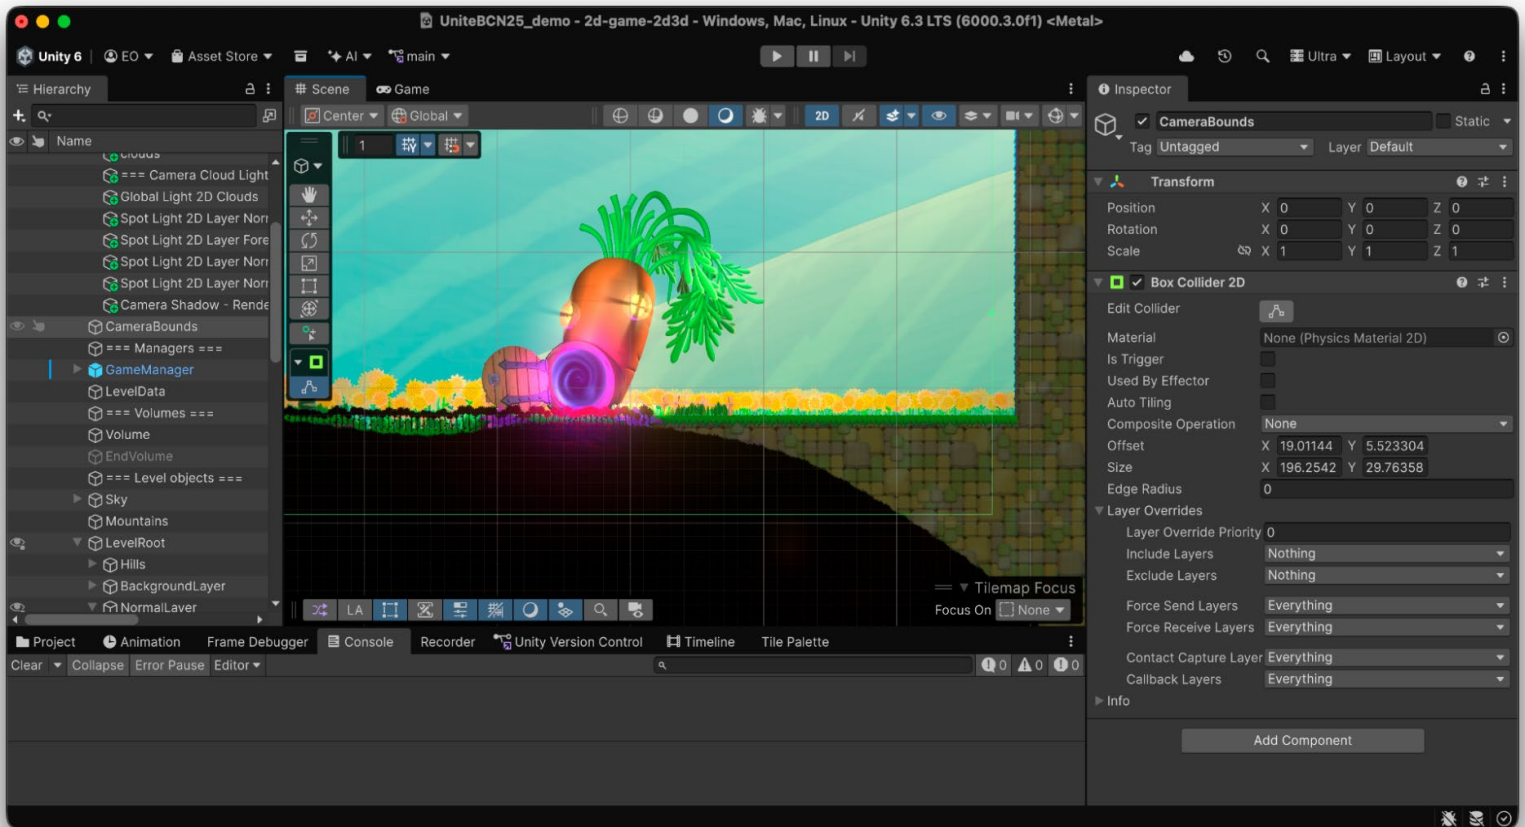 UniteBCN25_demo - 2d-game-2d3d - Windows, Mac, Linux - Unity 6.3 LTS (6000.3.0f1) <Metal>
Unity 6 EO Asset Store AI main Ultra Layout
Hierarchy
Name
clouds
=== Camera Cloud Light
Global Light 2D Clouds
Spot Light 2D Layer Norr
Spot Light 2D Layer Fore
Spot Light 2D Layer Norr
Spot Light 2D Layer Norr
Camera Shadow - Rende
CameraBounds
=== Managers ===
GameManager
LevelData
=== Volumes ===
Volume
EndVolume
=== Level objects ===
Sky
Mountains
LevelRoot
Hills
BackgroundLayer
NormalLayer
Scene Game
Center Global 2D
1
LA
Tilemap Focus
Focus On None
Inspector
CameraBounds Static
Tag Untagged Layer Default
Transform
Position X 0 Y 0 Z 0
Rotation X 0 Y 0 Z 0
Scale X 1 Y 1 Z 1
Box Collider 2D
Edit Collider
Material None (Physics Material 2D)
Is Trigger
Used By Effector
Auto Tiling
Composite Operation None
Offset X 19.01144 Y 5.523304
Size X 196.2542 Y 29.76358
Edge Radius 0
Layer Overrides
Layer Override Priority 0
Include Layers Nothing
Exclude Layers Nothing
Force Send Layers Everything
Force Receive Layers Everything
Contact Capture Layer Everything
Callback Layers Everything
Info
Add Component
Project Animation Frame Debugger Console Recorder Unity Version Control Timeline Tile Palette
Clear Collapse Error Pause Editor 0 0 0